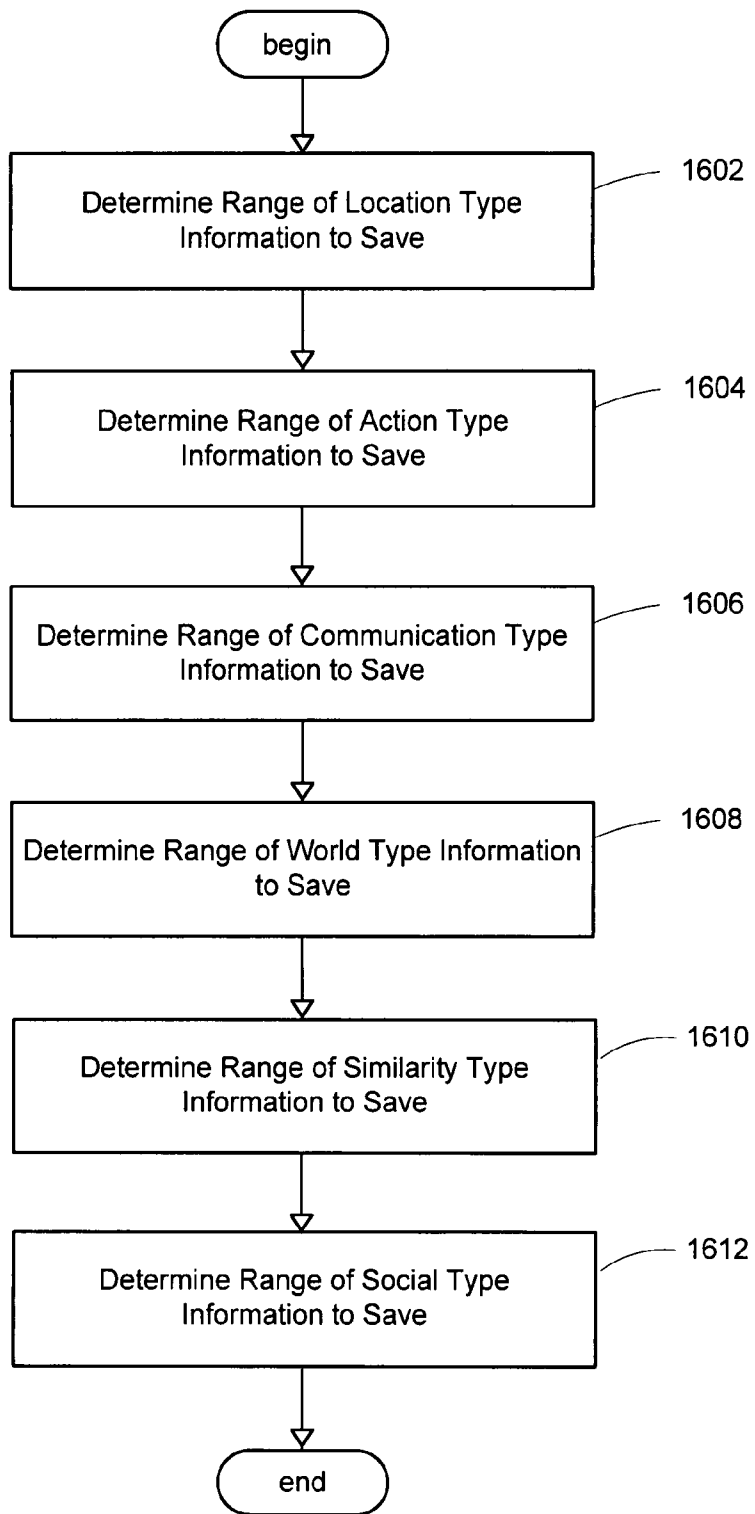 begin
1602
Determine Range of Location Type
Information to Save
1604
Determine Range of Action Type
Information to Save
1606
Determine Range of Communication Type
Information to Save
1608
Determine Range of World Type Information
to Save
1610
Determine Range of Similarity Type
Information to Save
1612
Determine Range of Social Type
Information to Save
end